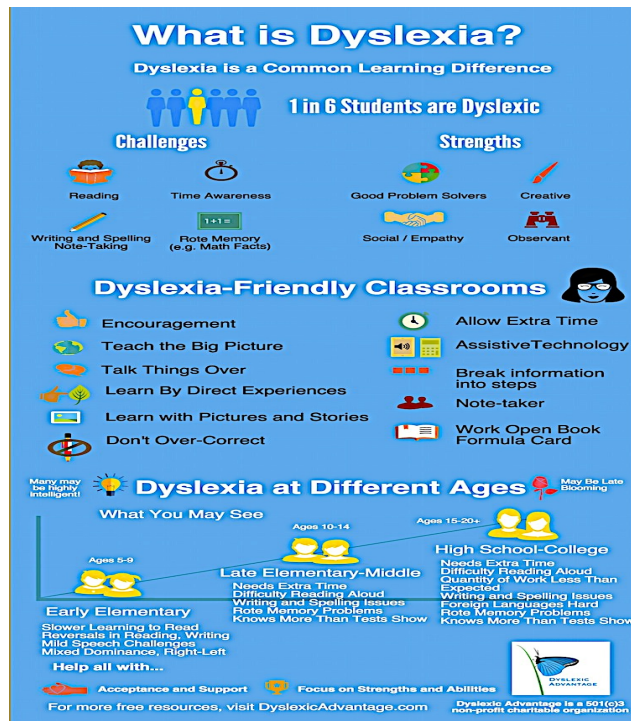 What is Dyslexia?
Dyslexia is a Common Learning Difference
1 in 6 Students are Dyslexic
Challenges
Strengths
Reading
Time Awareness
Good Problem Solvers
Creative
1+1=
Writing and Spelling
Note-Taking
Rote Memory
(e.g. Math Facts)
Social / Empathy
Observant
Dyslexia-Friendly Classrooms
Encouragement
Teach the Big Picture
Talk Things Over
Learn By Direct Experiences
Learn with Pictures and Stories
Don't Over-Correct
Allow Extra Time
AssistiveTechnology
Break information
into steps
Note-taker
Work Open Book
Formula Card
Many may
be highly
intelligent!
Dyslexia at Different Ages
May Be Late
Blooming
What You May See
Ages 5-9
Early Elementary
Slower Learning to Read
Reversals in Reading, Writing
Mild Speech Challenges
Mixed Dominance, Right-Left
Ages 10-14
Late Elementary-Middle
Needs Extra Time
Difficulty Reading Aloud
Writing and Spelling Issues
Rote Memory Problems
Knows More Than Tests Show
Ages 15-20+
High School-College
Needs Extra Time
Difficulty Reading Aloud
Quantity of Work Less Than
Expected
Writing and Spelling Issues
Foreign Languages Hard
Rote Memory Problems
Knows More Than Tests Show
Help all with...
Acceptance and Support
Focus on Strengths and Abilities
For more free resources, visit DyslexicAdvantage.com
DYSLEXIC
ADVANTAGE
Dyslexic Advantage is a 501(c)3
non-profit charitable organization